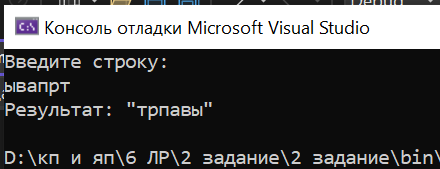 Консоль отладки Microsoft Visual Studio
Введите строку:
ывапрт
Результат: "трпавы"
D:\кп и яп\6 ЛР\2 задание\2 задание\bin\